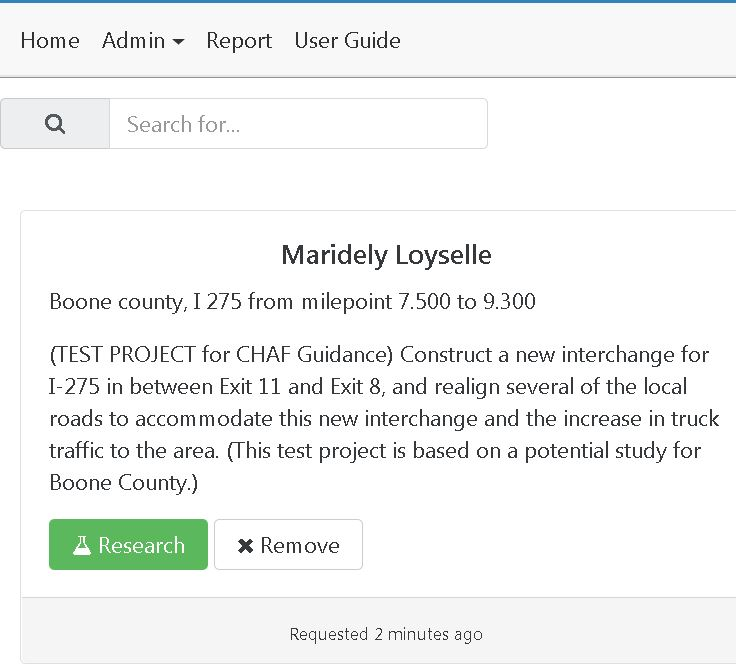 Home Admin Report User Guide
Search for...
Maridely Loyselle
Boone county, I 275 from milepoint 7.500 to 9.300
(TEST PROJECT for CHAF Guidance) Construct a new interchange for
I-275 in between Exit 11 and Exit 8, and realign several of the local
roads to accommodate this new interchange and the increase in truck
traffic to the area. (This test project is based on a potential study for
Boone County.)
Research Remove
Requested 2 minutes ago